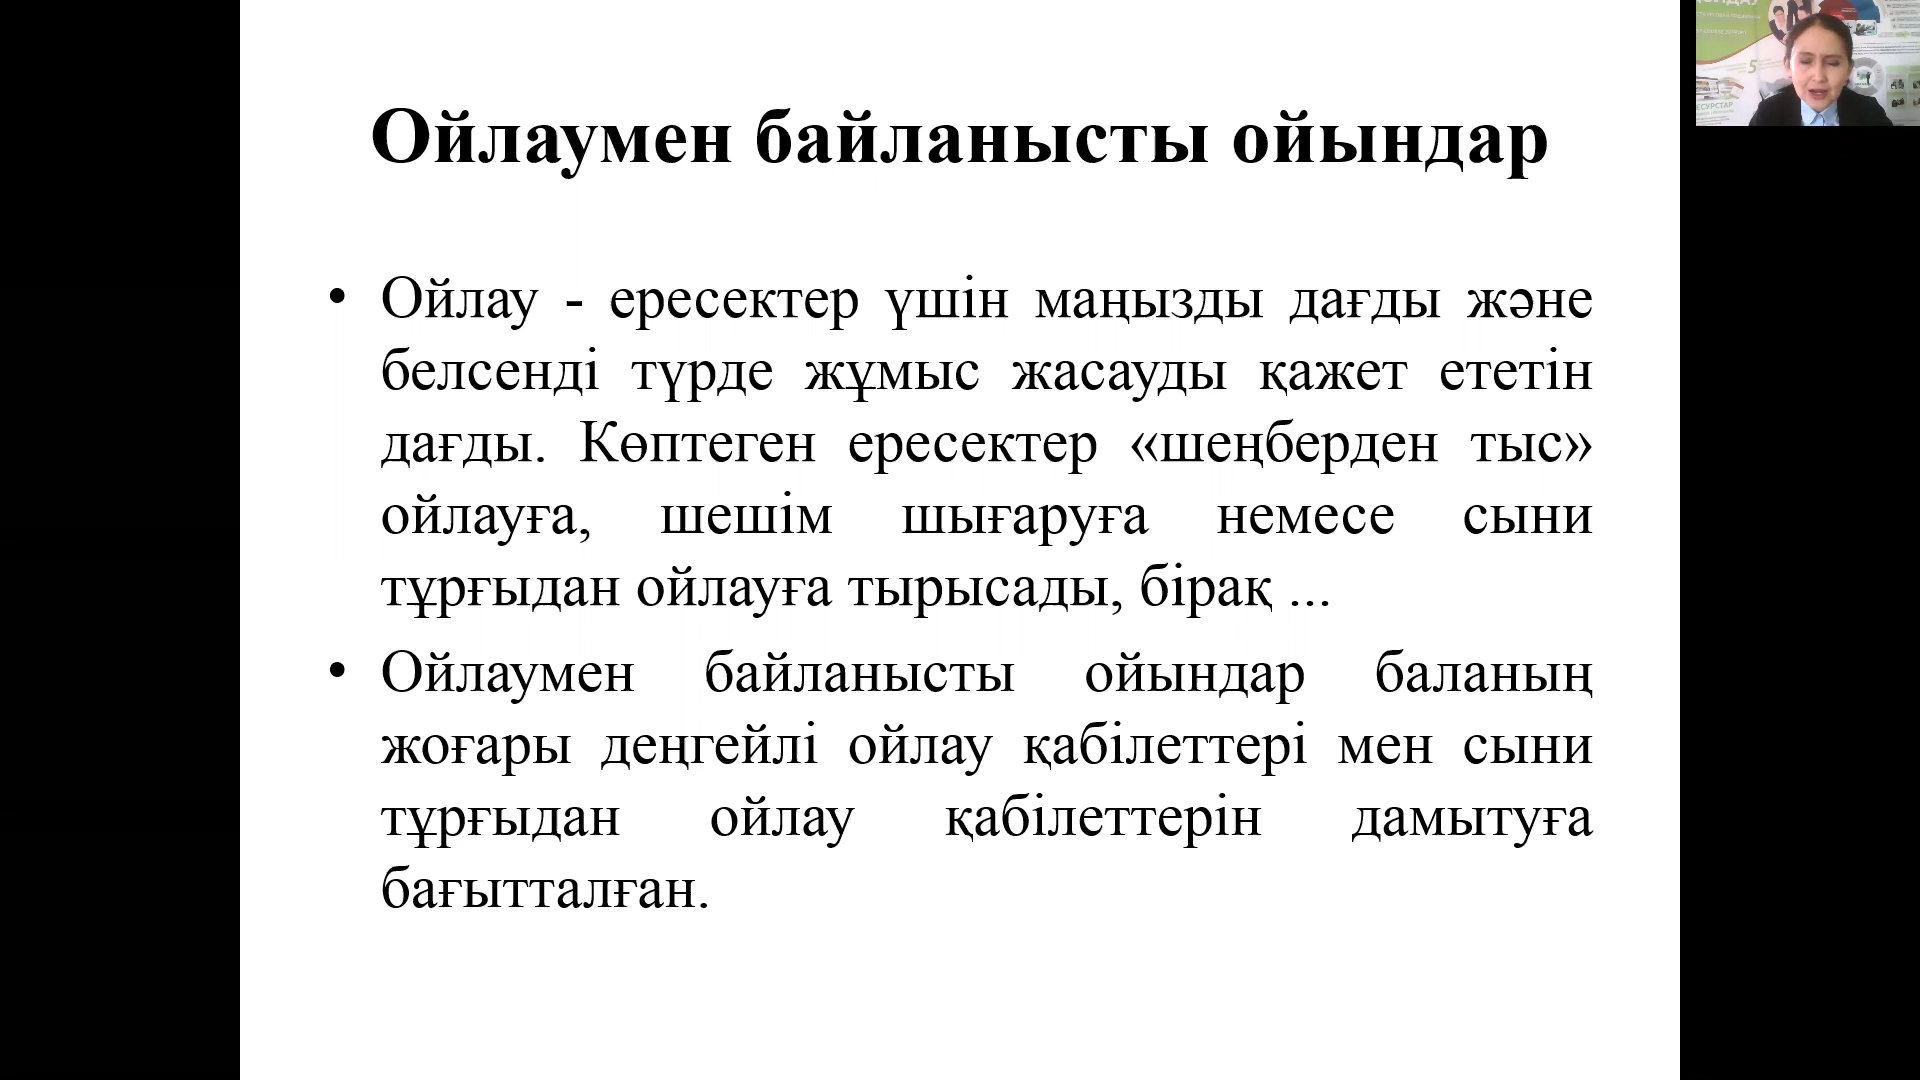 Ойлаумен байланысты ойындар
• Ойлау - ересектер үшін маңызды дағды және
белсенді түрде жұмыс жасауды қажет ететін
дағды. Көптеген ересектер «шеңберден тыс»
ойлауға, шешім шығаруға немесе сыни
тұрғыдан ойлауға тырысады, бірақ ...
• Ойлаумен байланысты ойындар баланың
жоғары деңгейлі ойлау қабілеттері мен сыни
тұрғыдан ойлау қабілеттерін дамытуға
бағытталған.
5